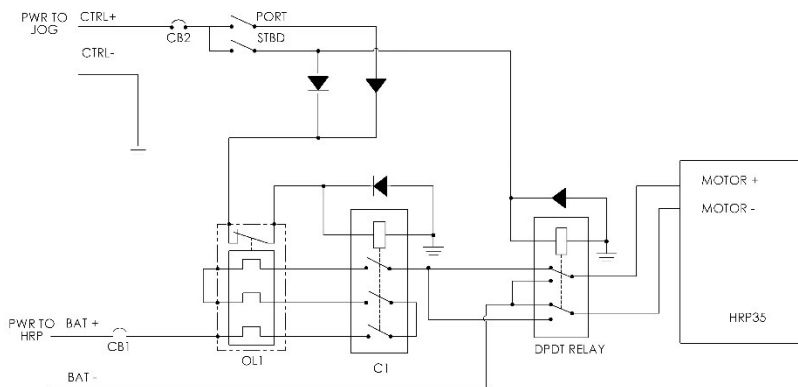 PWR TO
JOG
CTRL+
CB2
PORT
STBD
CTRL-
MOTOR +
MOTOR -
HRP35
PWR TO
HRP
BAT +
CB1
OL1
C1
DPDT RELAY
BAT -